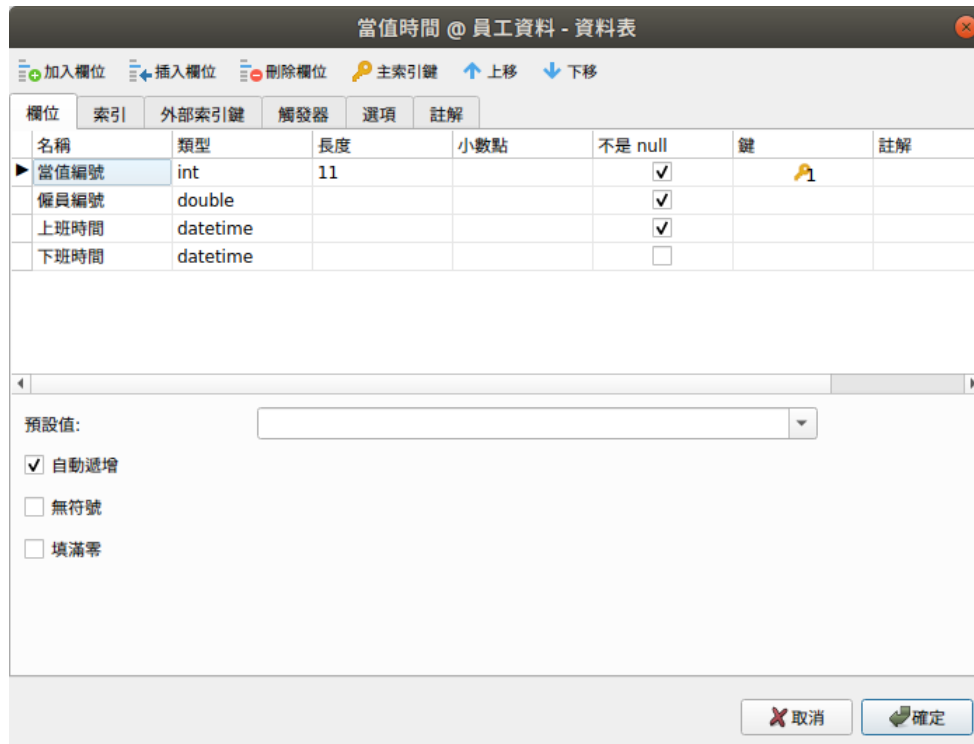 當值時間 @ 員工資料 - 資料表
加入欄位 插入欄位 刪除欄位 主索引鍵 上移 下移
欄位 索引 外部索引鍵 觸發器 選項 註解
名稱 類型 長度 小數點 不是 null 鍵 註解
當值編號 int 11 1
僱員編號 double
上班時間 datetime
下班時間 datetime
預設值:
自動遞增
無符號
填滿零
取消 確定